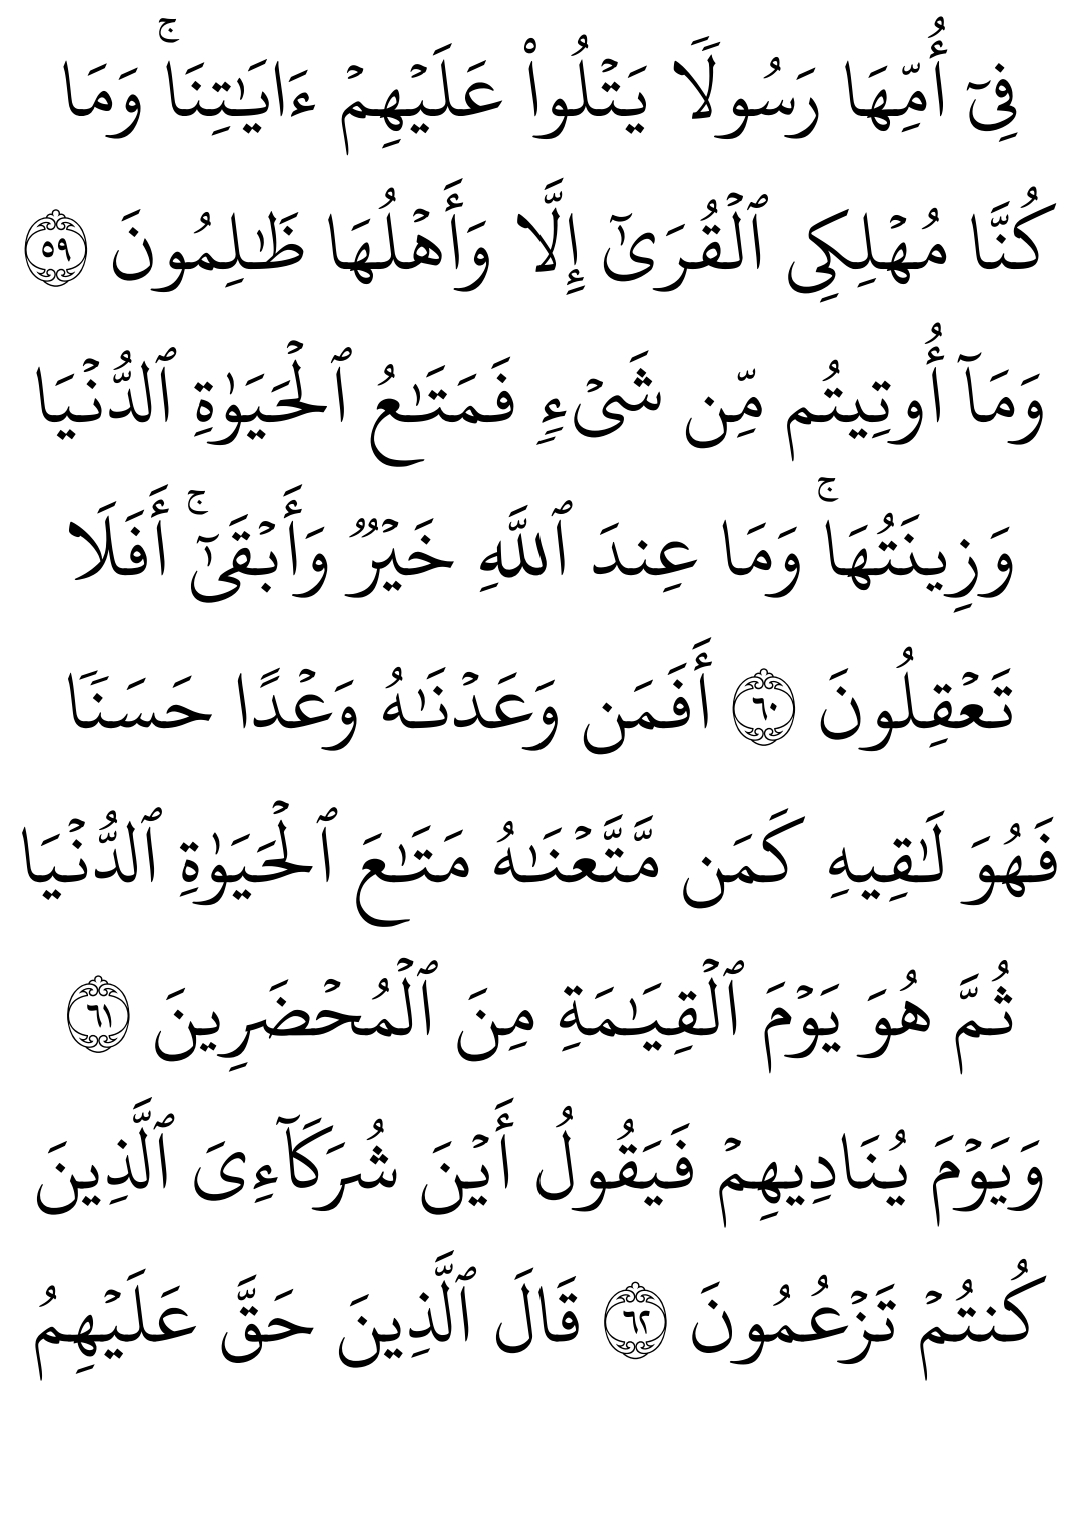 فِىٓ أُمِّهَا رَسُولࣰا يَتۡلُوا۟ عَلَيۡهِمۡ ءَايَـٰتِنَاۚ وَمَا
كُنَّا مُهۡلِكِى ٱلۡقُرَىٰۤ إِلَّا وَأَهۡلُهَا ظَـٰلِمُونَ ٥٩
وَمَاۤ أُوتِيتُم مِّن شَىۡءࣲ فَمَتَـٰعُ ٱلۡحَيَوٰةِ ٱلدُّنۡيَا
وَزِينَتُهَاۚ وَمَا عِندَ ٱللَّهِ خَيۡرࣱ وَأَبۡقَىٰۤۚ أَفَلَا
تَعۡقِلُونَ ٦٠ أَفَمَن وَعَدۡنَـٰهُ وَعۡدًا حَسَنࣰا
فَهُوَ لَـٰقِيهِ كَمَن مَّتَّعۡنَـٰهُ مَتَـٰعَ ٱلۡحَيَوٰةِ ٱلدُّنۡيَا
ثُمَّ هُوَ يَوۡمَ ٱلۡقِيَـٰمَةِ مِنَ ٱلۡمُحۡضَرِينَ ٦١
وَيَوۡمَ يُنَادِيهِمۡ فَيَقُولُ أَيۡنَ شُرَكَاۤءِىَ ٱلَّذِينَ
كُنتُمۡ تَزۡعُمُونَ ٦٢ قَالَ ٱلَّذِينَ حَقَّ عَلَيۡهِمُ